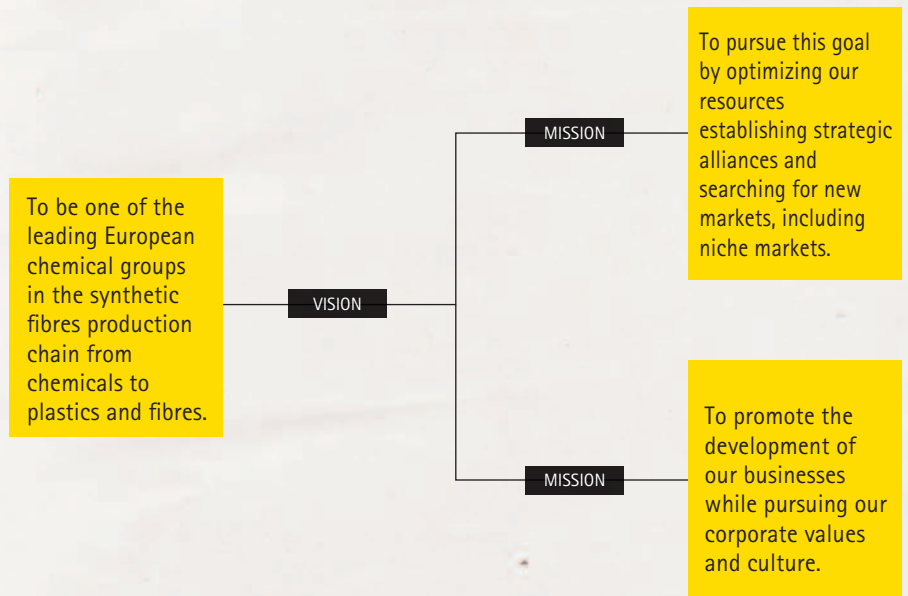 To be one of the
leading European
chemical groups
in the synthetic
fibres production
chain from
chemicals to
plastics and fibres.
VISION
MISSION
To pursue this goal
by optimizing our
resources
establishing strategic
alliances and
searching for new
markets, including
niche markets.
MISSION
To promote the
development of
our businesses
while pursuing our
corporate values
and culture.